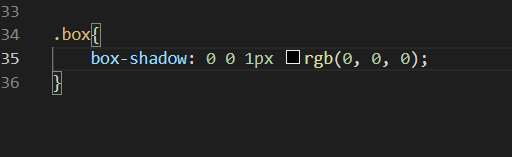 33
34 .box{
35 box-shadow: 0 0 1px rgb(0, 0, 0);
36 }